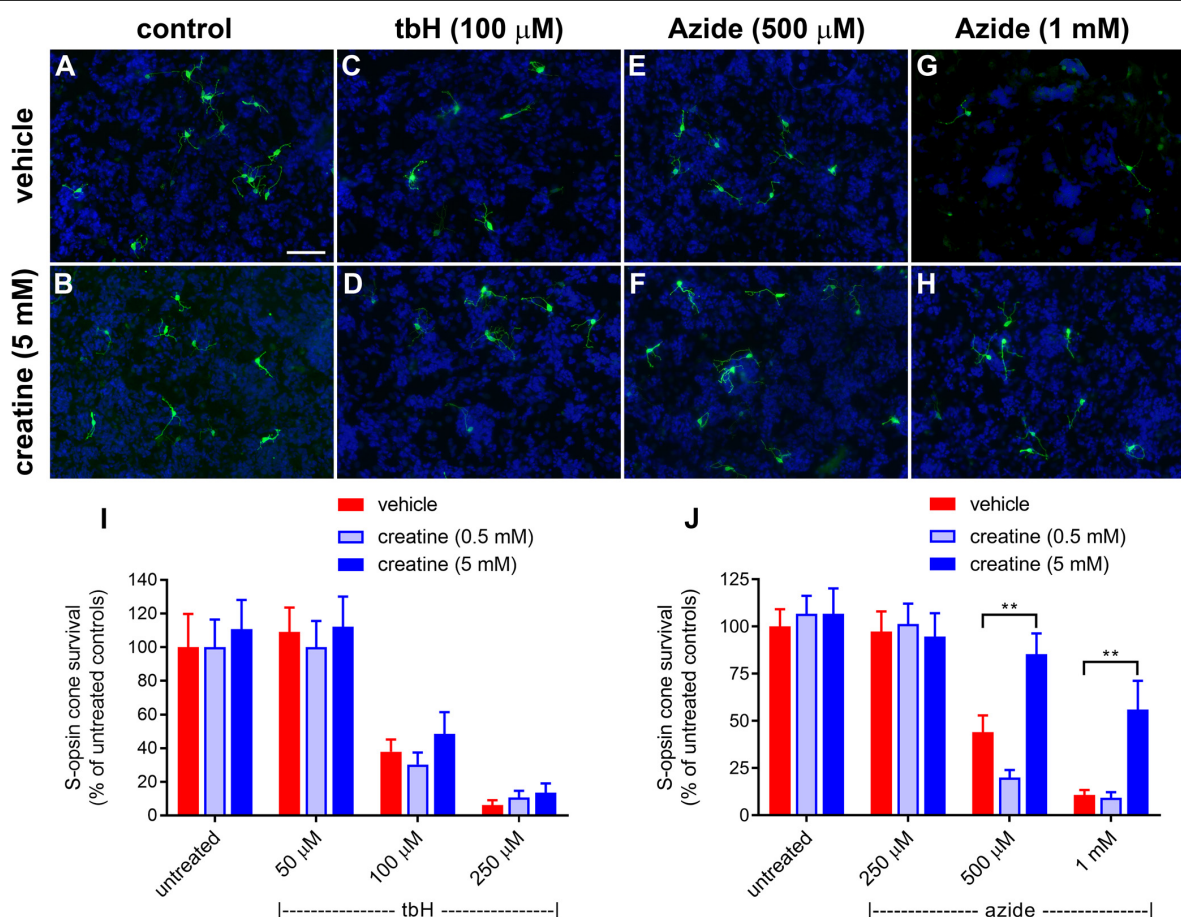 control
tbH (100 μM)
Azide (500 μM)
Azide (1 mM)
vehicle
A
C
E
G
creatine (5 mM)
B
D
F
H
I
vehicle
creatine (0.5 mM)
creatine (5 mM)
S-opsin cone survival
(% of untreated controls)
140
120
100
80
60
40
20
0
untreated
50 μM
100 μM
250 μM
tbH
J
vehicle
creatine (0.5 mM)
creatine (5 mM)
S-opsin cone survival
(% of untreated controls)
125
100
75
50
25
0
**
**
untreated
250 μM
500 μM
1 mM
azide